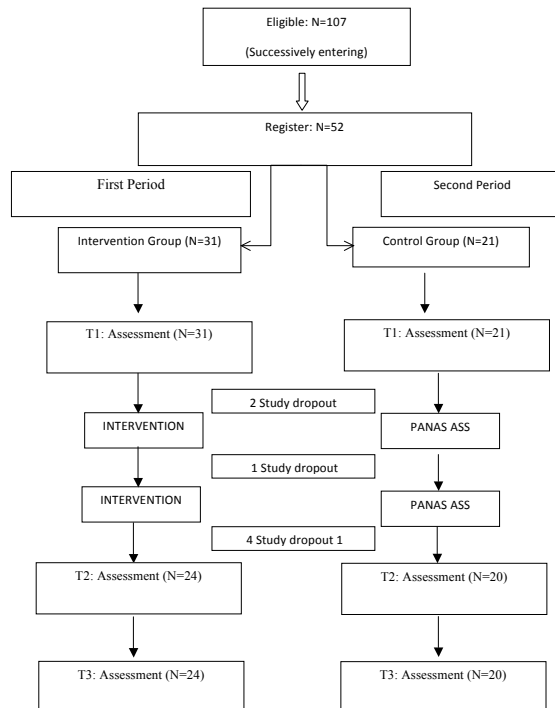 Eligible: N=107
(Successively entering)
Register: N=52
First Period
Second Period
Intervention Group (N=31)
Control Group (N=21)
T1: Assessment (N=31)
T1: Assessment (N=21)
2 Study dropout
INTERVENTION
PANAS ASS
1 Study dropout
INTERVENTION
PANAS ASS
4 Study dropout 1
T2: Assessment (N=24)
T2: Assessment (N=20)
T3: Assessment (N=24)
T3: Assessment (N=20)